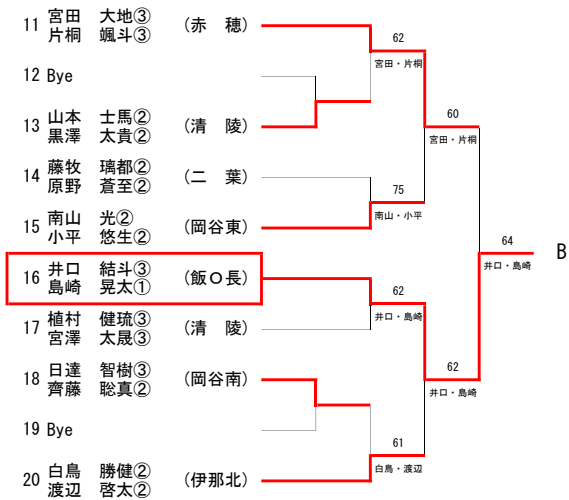 11 宮田 大地③ (赤 穂)
片桐 颯斗③
12 Bye
13 山本 士馬② (清 陵)
黒澤 太貴②
14 藤牧 璃都② (二 葉)
原野 蒼至②
15 南山 光② (岡谷東)
小平 悠生②
16 井口 結斗③ (飯O長)
島崎 晃太①
17 植村 健琉③ (清 陵)
宮澤 太晟③
18 日達 智樹③ (岡谷南)
齊藤 聡真②
19 Bye
20 白鳥 勝健② (伊那北)
渡辺 啓太②
62
宮田・片桐
75
南山・小平
62
井口・島崎
61
白鳥・渡辺
60
宮田・片桐
62
井口・島崎
64
井口・島崎
B